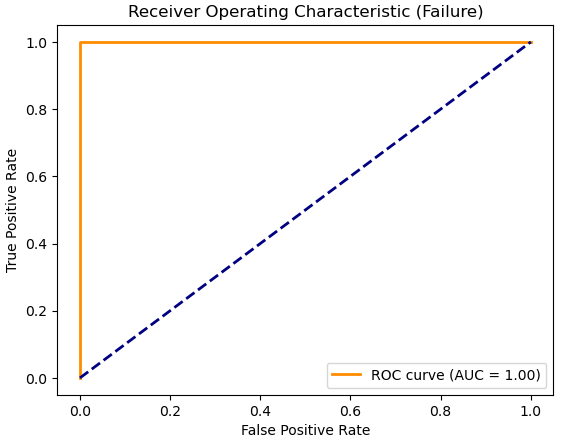 Receiver Operating Characteristic (Failure)
True Positive Rate
1.0
0.8
0.6
0.4
0.2
0.0
ROC curve (AUC = 1.00)
0.0 0.2 0.4 0.6 0.8 1.0
False Positive Rate